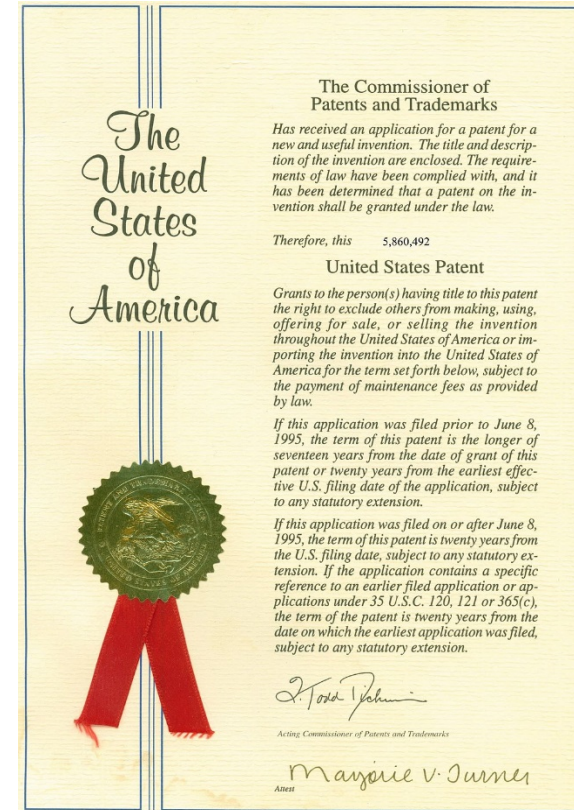 The
United
States
of
America
The Commissioner of
Patents and Trademarks
Has received an application for a patent for a
new and useful invention. The title and descrip-
tion of the invention are enclosed. The require-
ments of law have been complied with, and it
has been determined that a patent on the in-
vention shall be granted under the law.
Therefore, this 5,860,492
United States Patent
Grants to the person(s) having title to this patent
the right to exclude others from making, using,
offering for sale, or selling the invention
throughout the United States of America or im-
porting the invention into the United States of
America for the term set forth below, subject to
the payment of maintenance fees as provided
by law.
If this application was filed prior to June 8,
1995, the term of this patent is the longer of
seventeen years from the date of grant of this
patent or twenty years from the earliest effec-
tive U.S. filing date of the application, subject
to any statutory extension.
If this application was filed on or after June 8,
1995, the term of this patent is twenty years from
the U.S. filing date, subject to any statutory ex-
tension. If the application contains a specific
reference to an earlier filed application or ap-
plications under 35 U.S.C. 120, 121 or 365(c),
the term of the patent is twenty years from the
date on which the earliest application was filed,
subject to any statutory extension.
Acting Commissioner of Patents and Trademarks
Marjorie V. Turner
Attest